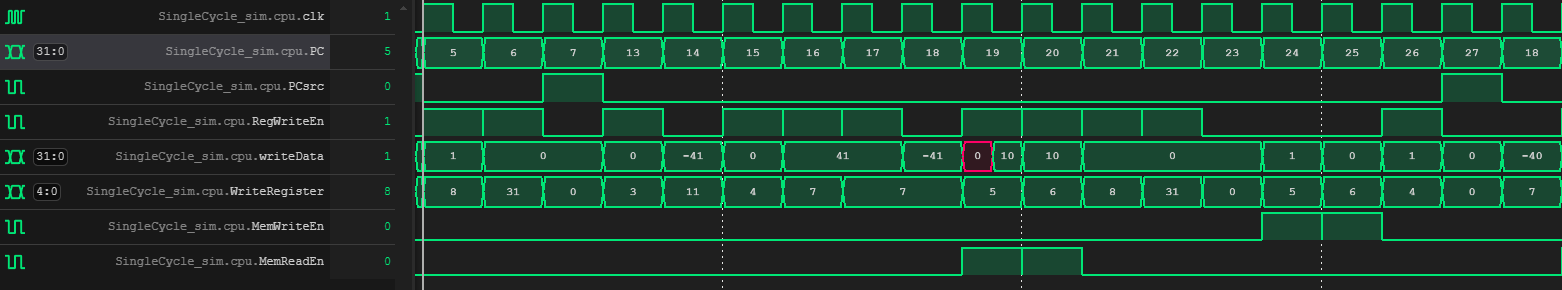 SingleCycle_sim.cpu.clk 1
31:0 SingleCycle_sim.cpu.PC 5 5 6 7 13 14 15 16 17 18 19 20 21 22 23 24 25 26 27 18
SingleCycle_sim.cpu.PCsrc 0
SingleCycle_sim.cpu.RegWriteEn 1
31:0 SingleCycle_sim.cpu.writeData 1 1 0 0 -41 0 41 -41 0 10 10 0 1 0 1 0 -40
4:0 SingleCycle_sim.cpu.WriteRegister 8 8 31 0 3 11 4 7 7 5 6 8 31 0 5 6 4 0 7
SingleCycle_sim.cpu.MemWriteEn 0
SingleCycle_sim.cpu.MemReadEn 0